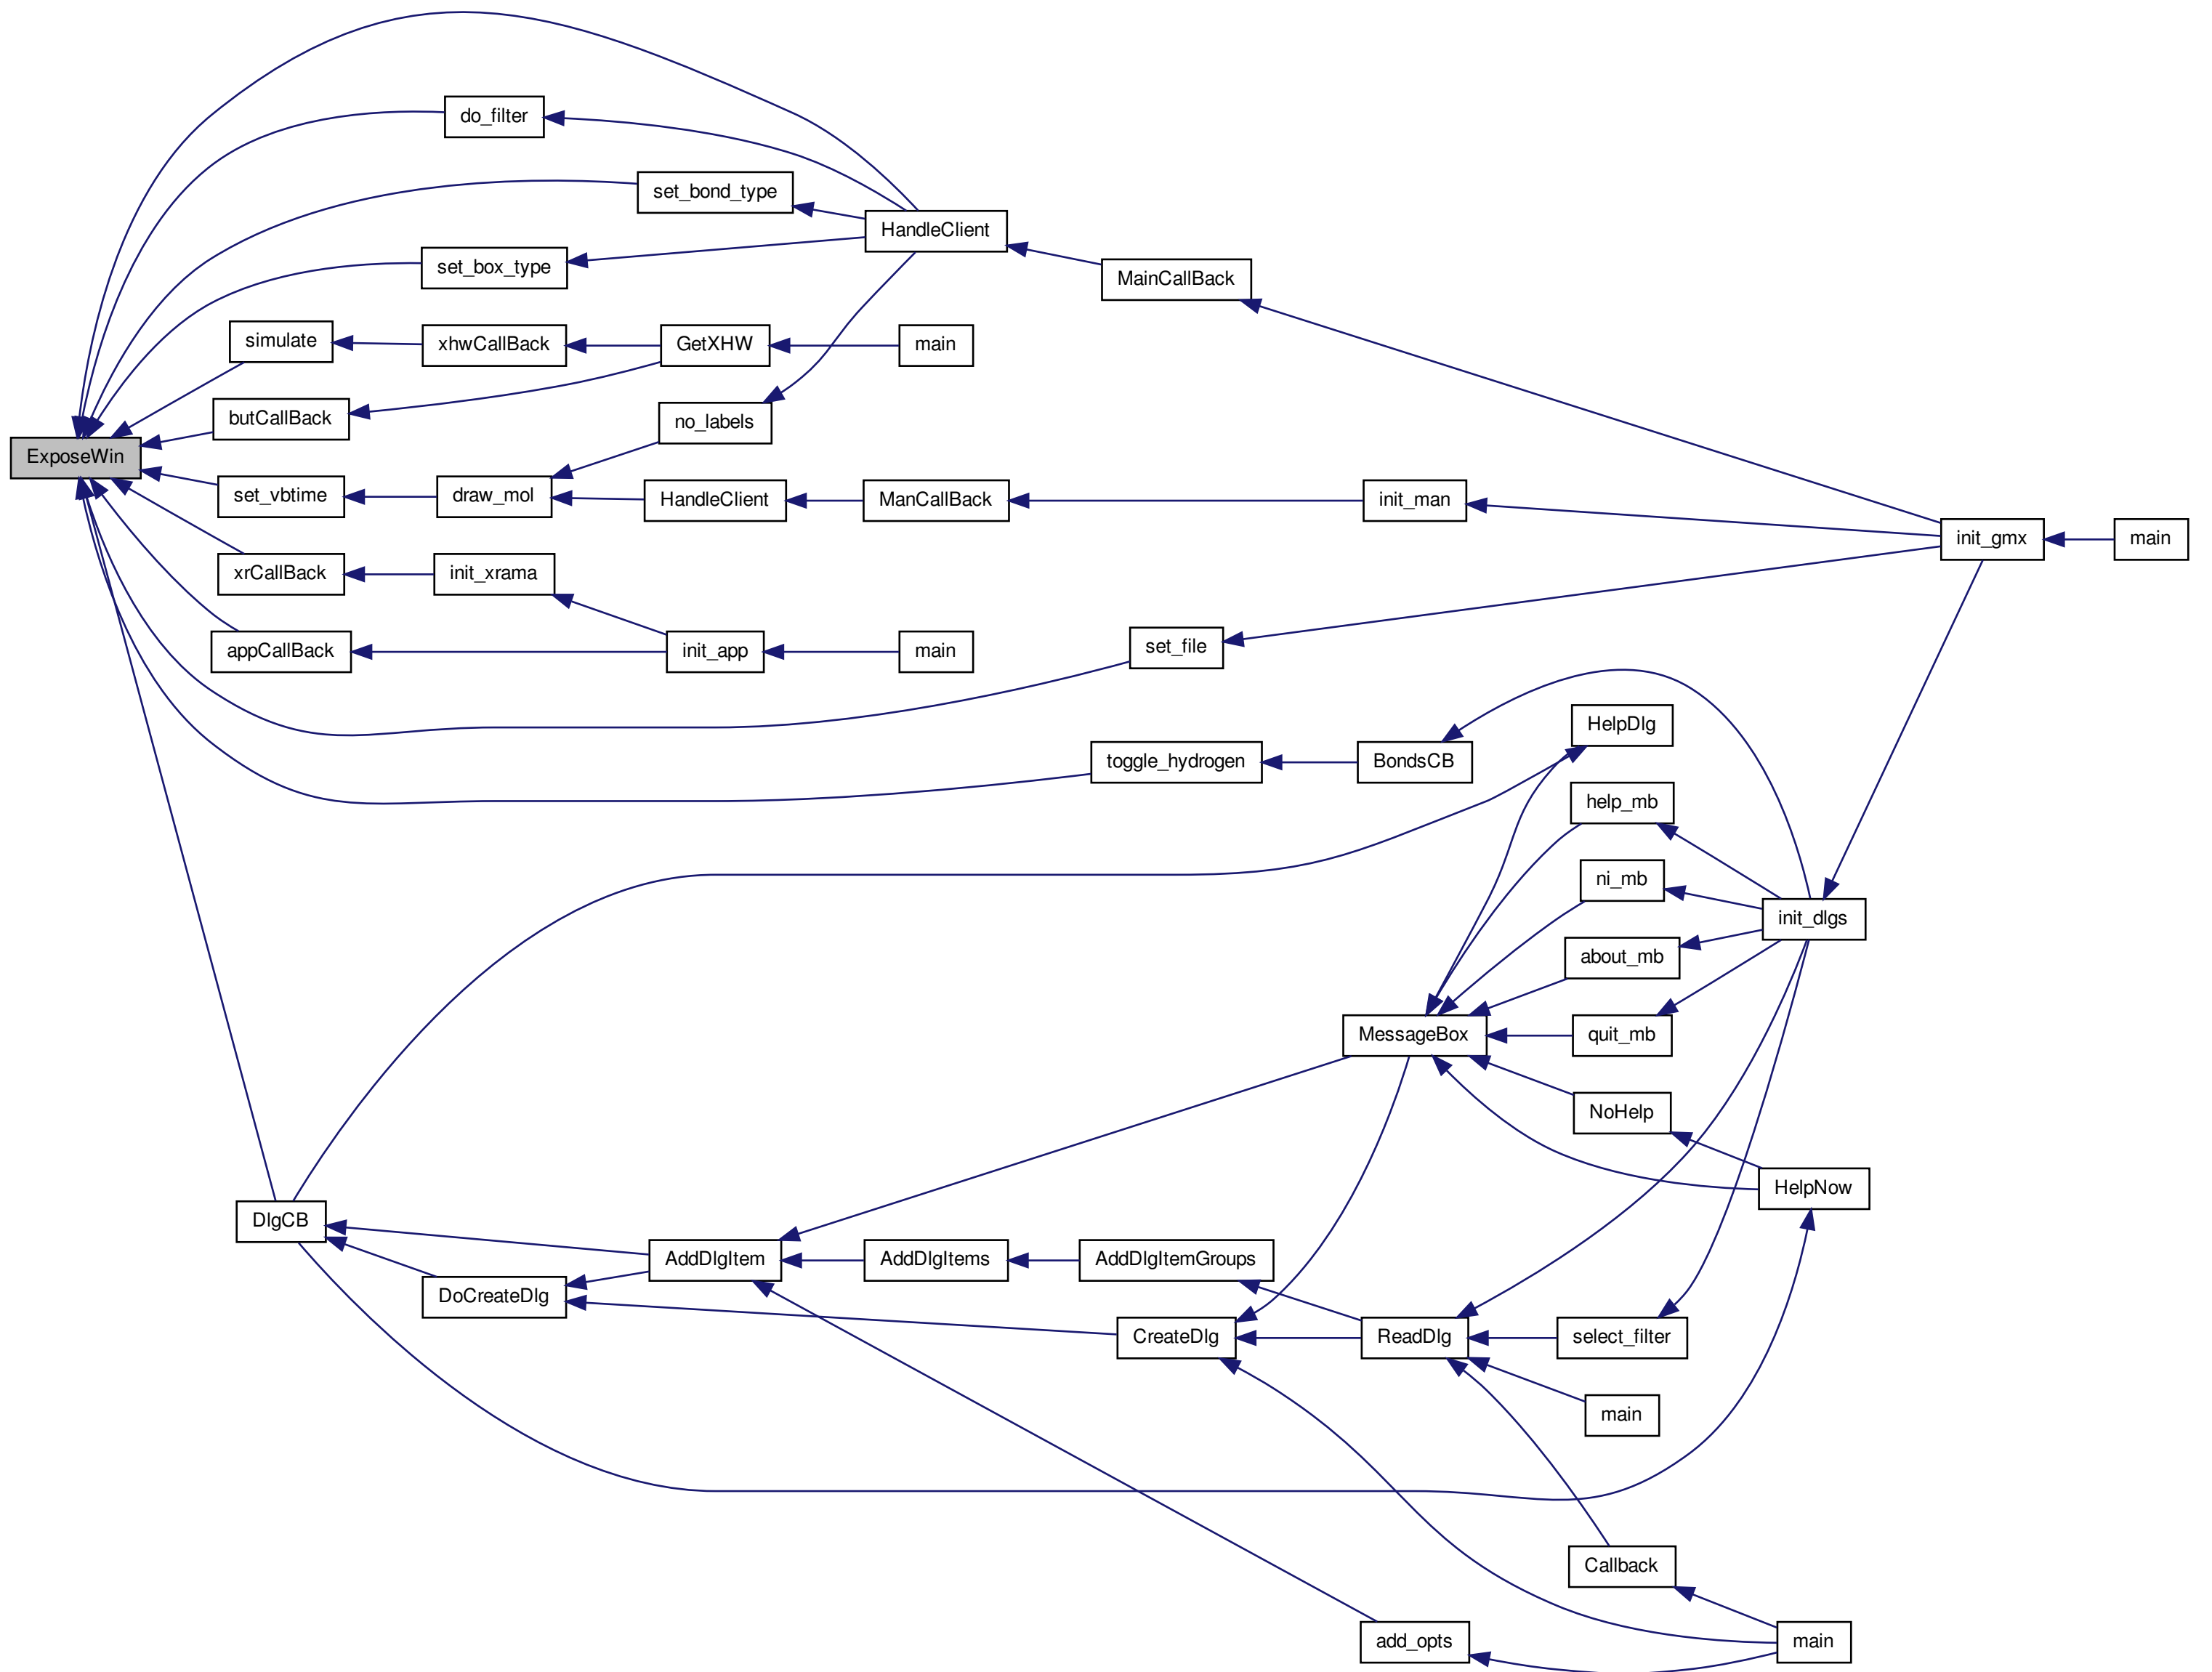 do_filter
set_bond_type
HandleClient
set_box_type
MainCallBack
simulate
xhwCallBack
GetXHW
main
butCallBack
no_labels
ExposeWin
set_vbtime
draw_mol
HandleClient
ManCallBack
init_man
init_gmx
main
xrCallBack
init_xrama
appCallBack
init_app
main
set_file
HelpDlg
toggle_hydrogen
BondsCB
help_mb
ni_mb
init_dlgs
about_mb
MessageBox
quit_mb
NoHelp
HelpNow
DlgCB
AddDlgItem
AddDlgItems
AddDlgItemGroups
DoCreateDlg
CreateDlg
ReadDlg
select_filter
main
Callback
add_opts
main